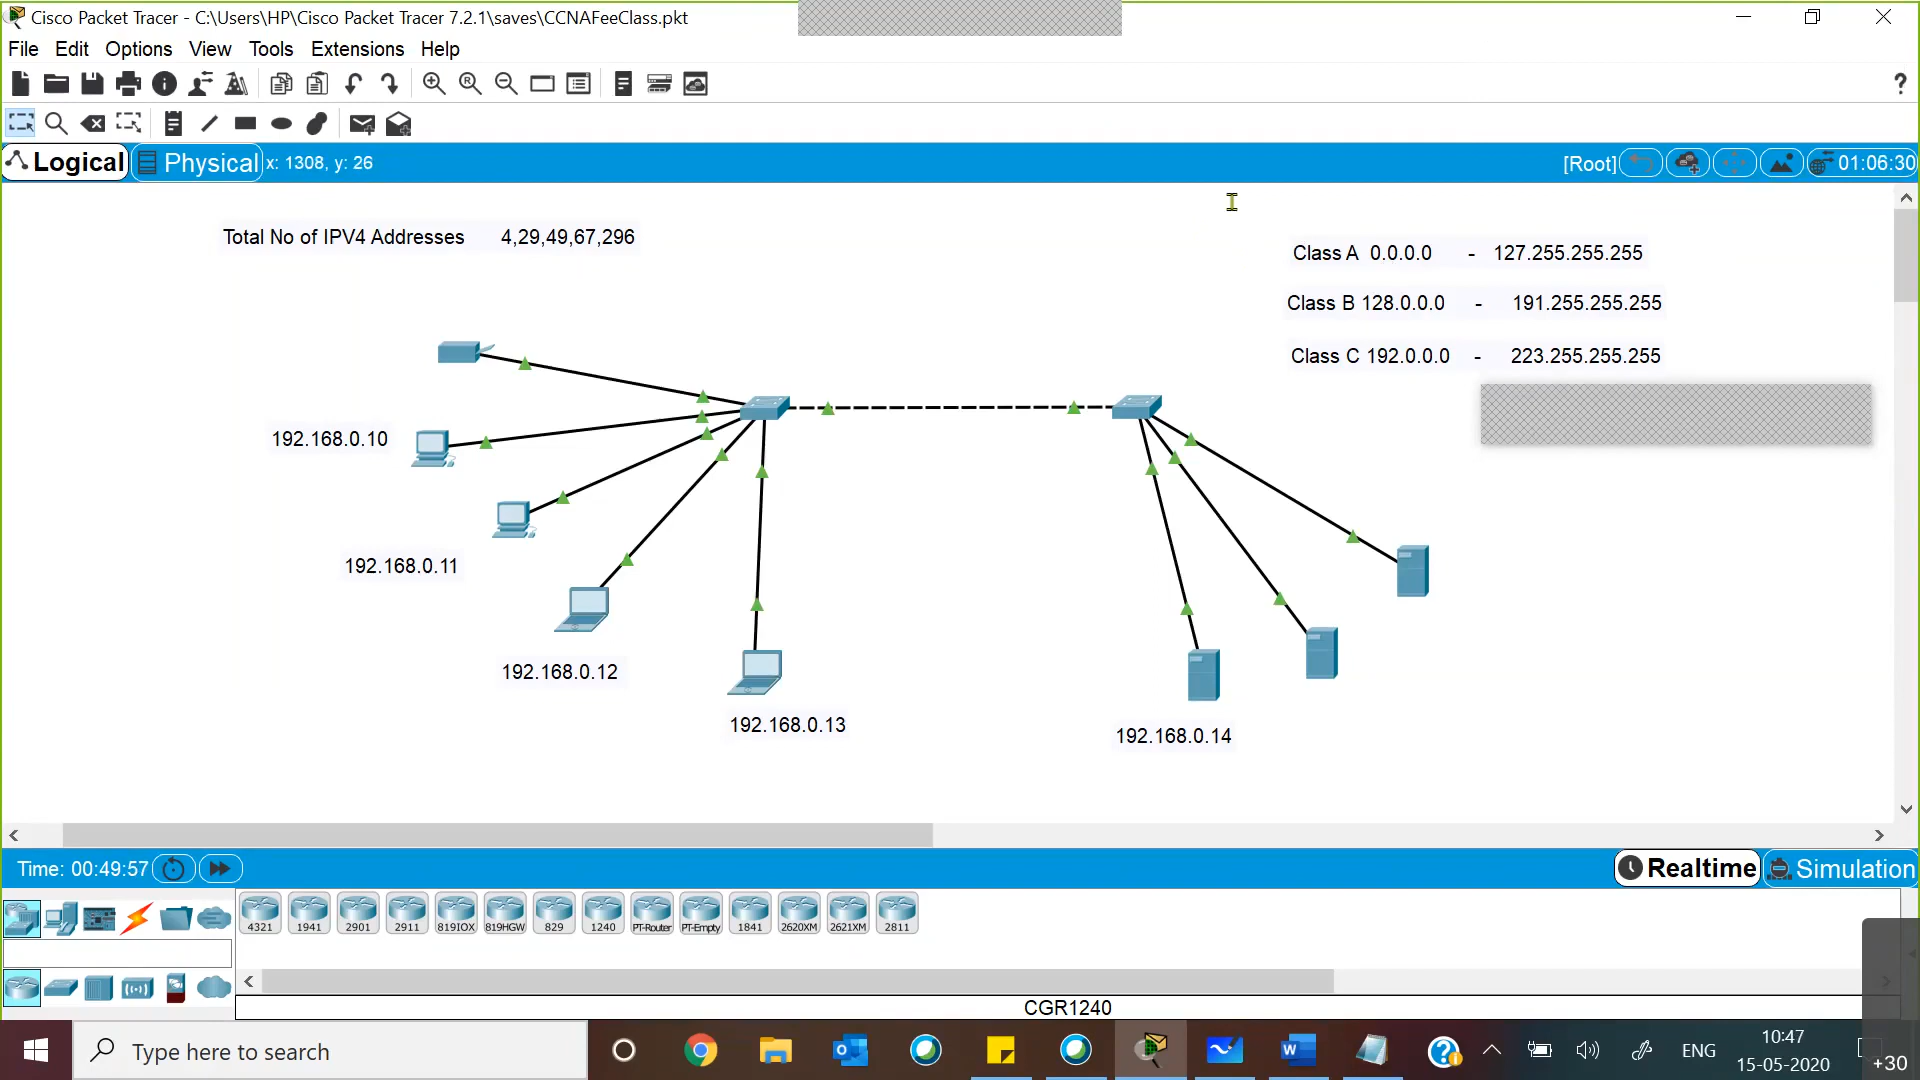 Cisco Packet Tracer - C:\Users\HP\Cisco Packet Tracer 7.2.1\saves\CCNAFeeClass.pkt
File Edit Options View Tools Extensions Help
?
Logical Physical x: 1308, y: 26 [Root] 01:06:30
Total No of IPV4 Addresses 4,29,49,67,296
Class A 0.0.0.0 - 127.255.255.255
Class B 128.0.0.0 - 191.255.255.255
Class C 192.0.0.0 - 223.255.255.255
192.168.0.10
192.168.0.11
192.168.0.12
192.168.0.13
192.168.0.14
Time: 00:49:57 Realtime Simulation
4321 1941 2901 2911 819IOX 819HGW 829 1240 PT-Router PT-Empty 1841 2620XM 2621XM 2811
CGR1240
Type here to search
ENG
10:47
15-05-2020
+30